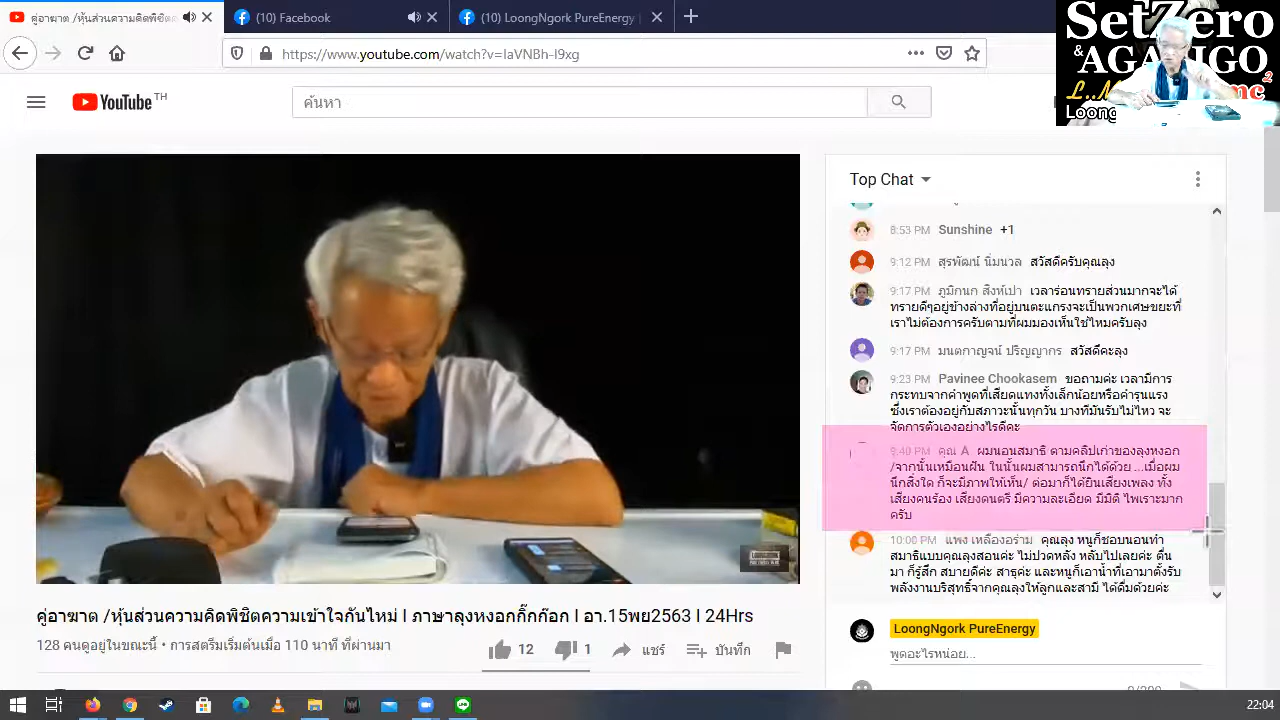 คู่อาฆาต /หุ้นส่วนความคิดพิชิต
(10) Facebook
(10) LoongNgork PureEnergy
https://www.youtube.com/watch?v=IaVNBh-I9xg
SetZero
&
YouTube TH
ค้นหา
Top Chat
8:53 PM Sunshine +1
9:12 PM สุรพัฒน์ นิ่มนวล สวัสดีครับคุณลุง
9:17 PM ภูมิกนก สิงห์เปา เวลาร่อนทรายส่วนมากจะได้
ทรายดีๆอยู่ข้างล่างที่อยู่บนตะแกรงจะเป็นพวกเศษขยะที่
เราไม่ต้องการครับตามที่ผมมองเห็นใช่ไหมครับลุง
9:17 PM มนตกาญจน์ ปริญญากร สวัสดีคะลุง
9:23 PM Pavinee Chookasem ขอถามค่ะ เวลามีการ
กระทบจากคำพูดที่เสียดแทงทั้งเล็กน้อยหรือคำรุนแรง
ซึ่งเราต้องอยู่กับสภาวะนั้นทุกวัน บางทีมันรับไม่ไหว จะ
จัดการตัวเองอย่างไรดีคะ
9:40 PM คุณ A ผมนอนสมาธิ ตามคลิปเก่าของลุงหงอก
/จากนั้นเหมือนฝัน ในนั้นผมสามารถนึกได้ด้วย ...เมื่อผม
นึกสิ่งใด ก็จะมีภาพให้เห็น/ ต่อมาก็ได้ยินเสียงเพลง ทั้ง
เสียงคนร้อง เสียงดนตรี มีความละเอียด มีมิติ ไพเราะมาก
ครับ
10:00 PM แพง เหลืองอร่าม คุณลุง หนูก็ชอบนอนทำ
สมาธิแบบคุณลุงสอนค่ะ ไม่ปวดหลัง หลับไปเลยค่ะ ตื่น
มา ก็รู้สึก สบายดีค่ะ สาธุค่ะ และหนูก็เอาน้ำที่เอามาตั้งรับ
พลังงานบริสุทธิ์จากคุณลุงให้ลูกและสามี ได้ดื่มด้วยค่ะ
LoongNgork PureEnergy
พูดอะไรหน่อย...
0/200
คู่อาฆาต /หุ้นส่วนความคิดพิชิตความเข้าใจกันไหม่ l ภาษาลุงหงอกกิ๊กก๊อก l อา.15พย2563 l 24Hrs
128 คนดูอยู่ในขณะนี้ • การสตรีมเริ่มต้นเมื่อ 110 นาที ที่ผ่านมา
12
1
แชร์
บันทึก
22:04